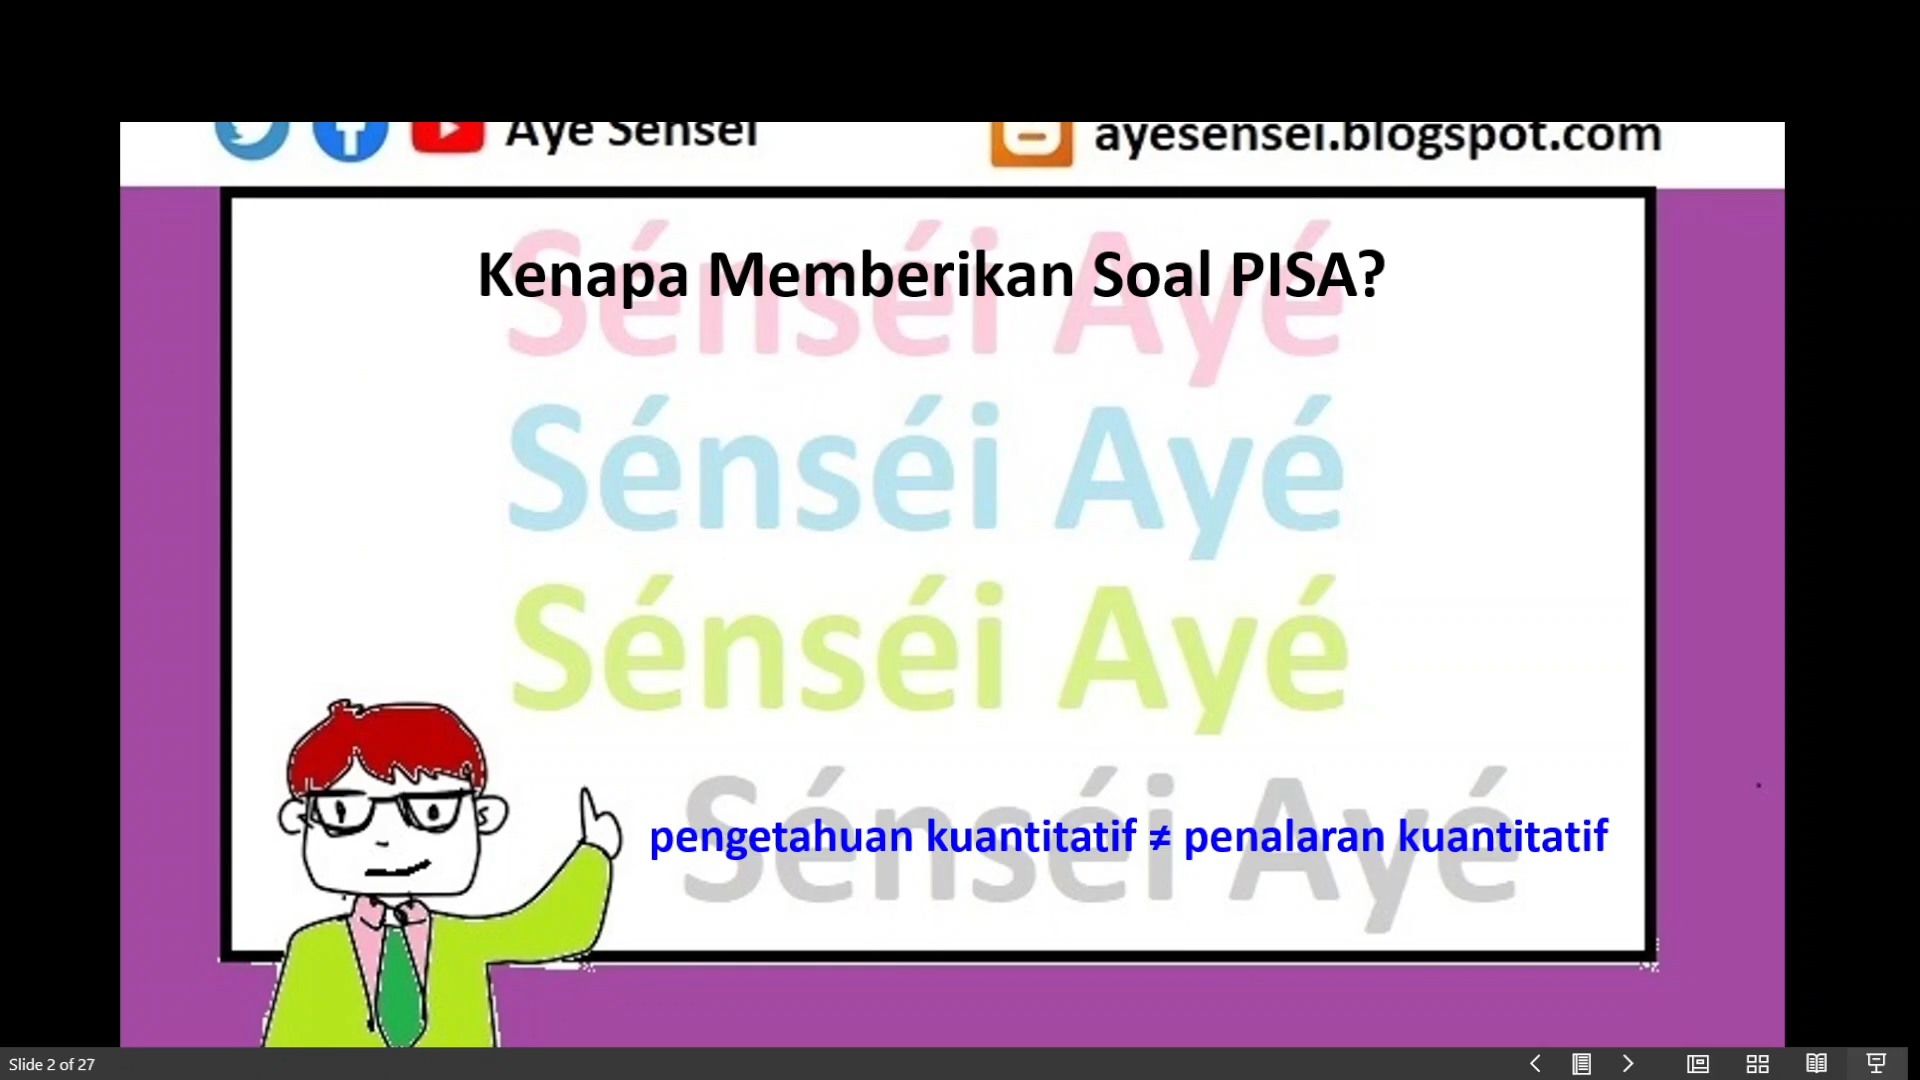 Aye Sensei
ayesensei.blogspot.com
Kenapa Memberikan Soal PISA?
Sénséi Ayé
Sénséi Ayé
Sénséi Ayé
Sénséi Ayé
pengetahuan kuantitatif ≠ penalaran kuantitatif
Slide 2 of 27